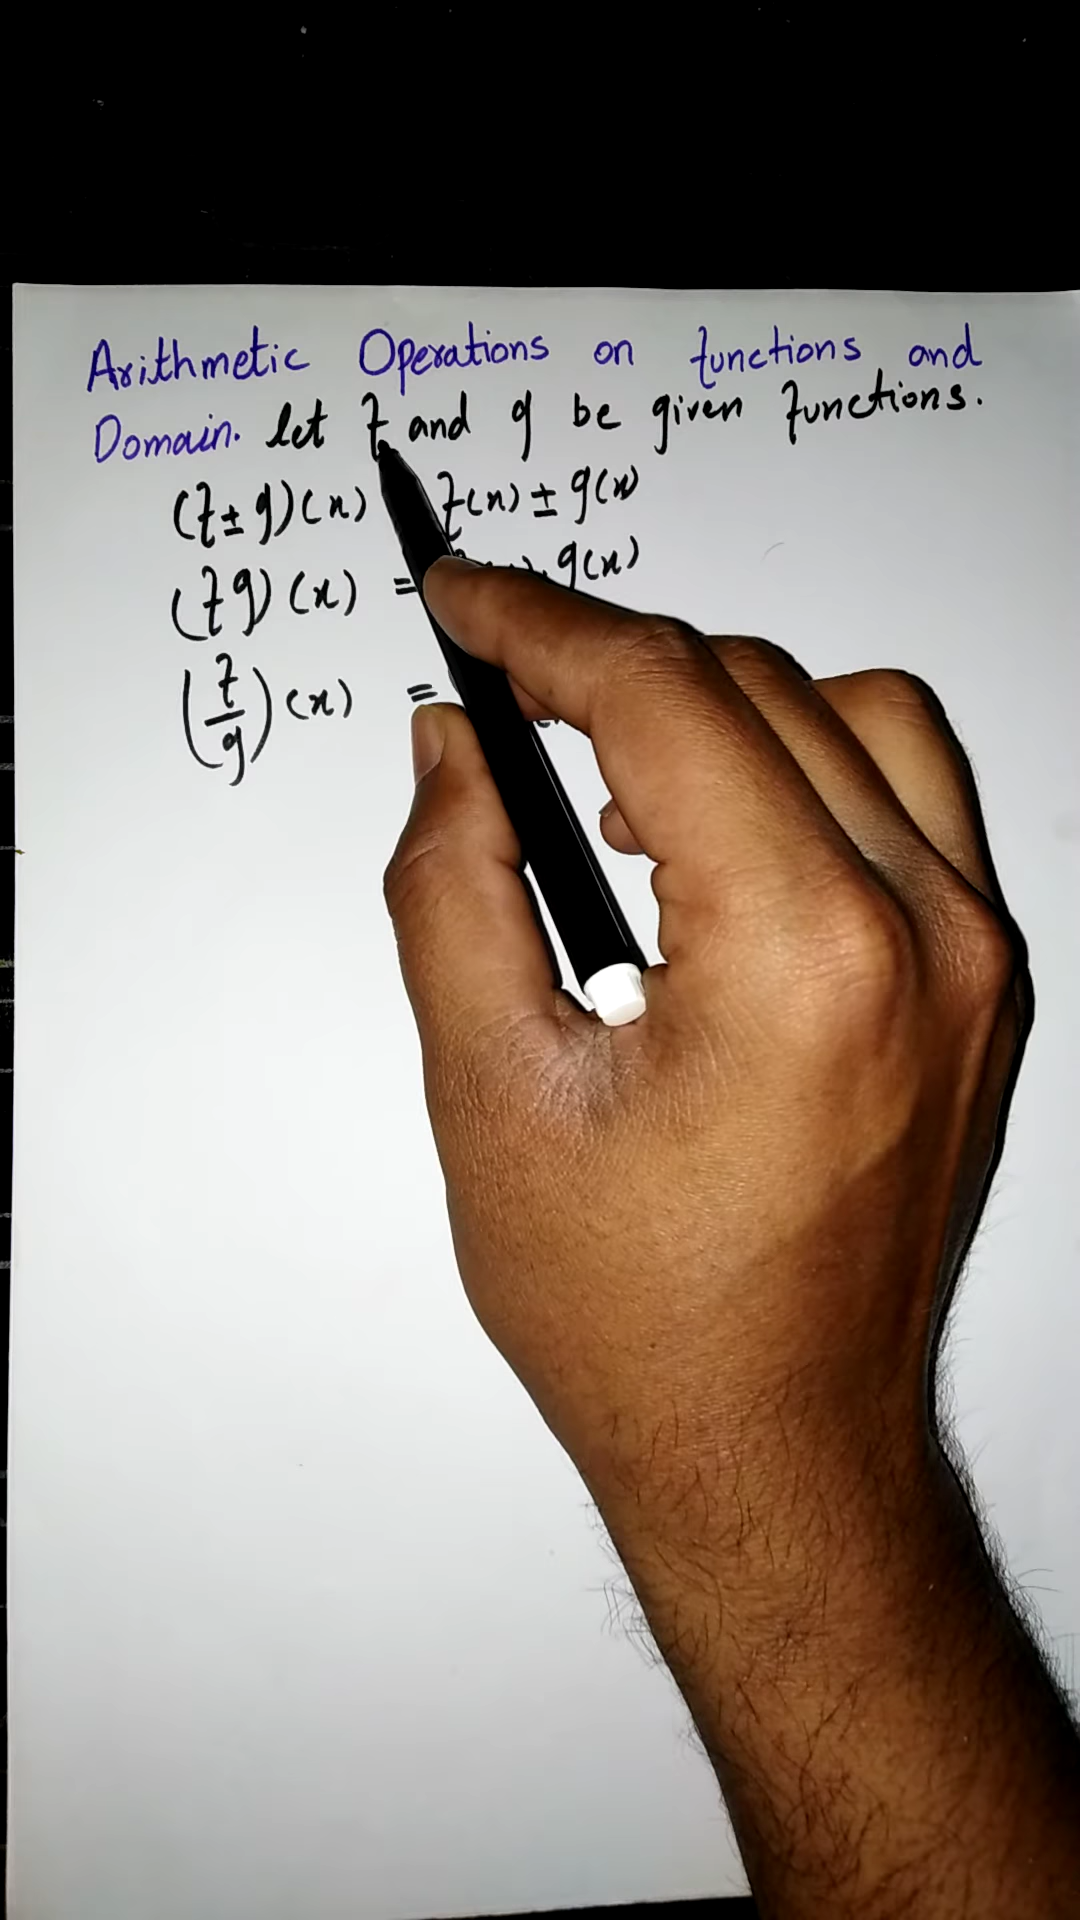 Arithmetic Operations on functions and
Domain. let f and g be given functions.
(f±g)(x) f(x) ± g(x)
(fg)(x) = . g(x)
(f/g)(x) =